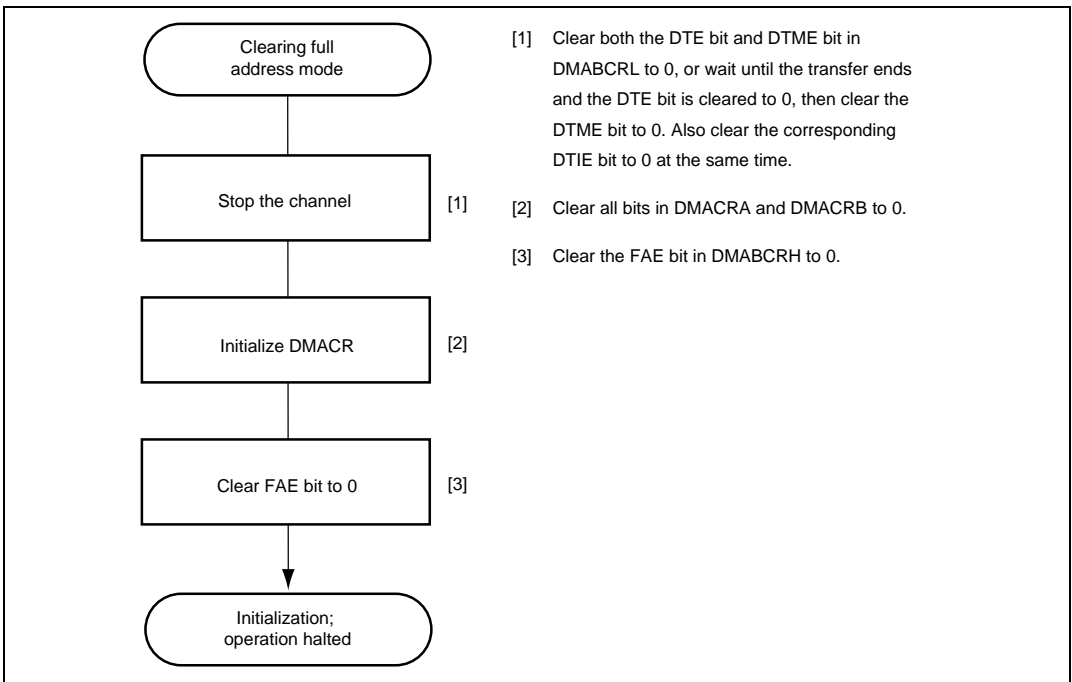 Clearing full
address mode
Stop the channel
[1]
Initialize DMACR
[2]
Clear FAE bit to 0
[3]
Initialization;
operation halted
[1] Clear both the DTE bit and DTME bit in
DMABCRL to 0, or wait until the transfer ends
and the DTE bit is cleared to 0, then clear the
DTME bit to 0. Also clear the corresponding
DTIE bit to 0 at the same time.
[2] Clear all bits in DMACRA and DMACRB to 0.
[3] Clear the FAE bit in DMABCRH to 0.